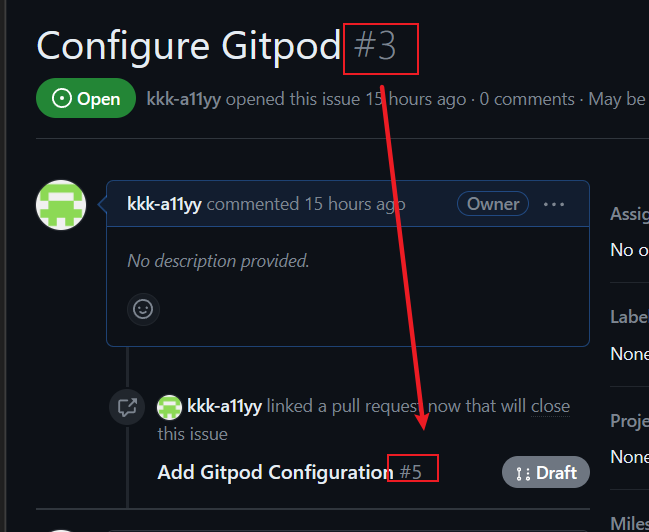 Configure Gitpod #3
Open kkk-a11yy opened this issue 15 hours ago · 0 comments · May be
kkk-a11yy commented 15 hours ago Owner ...
Assig
No description provided.
No o
Label
None
kkk-a11yy linked a pull request now that will close
this issue
Proje
Add Gitpod Configuration #5 Draft
None
Miles